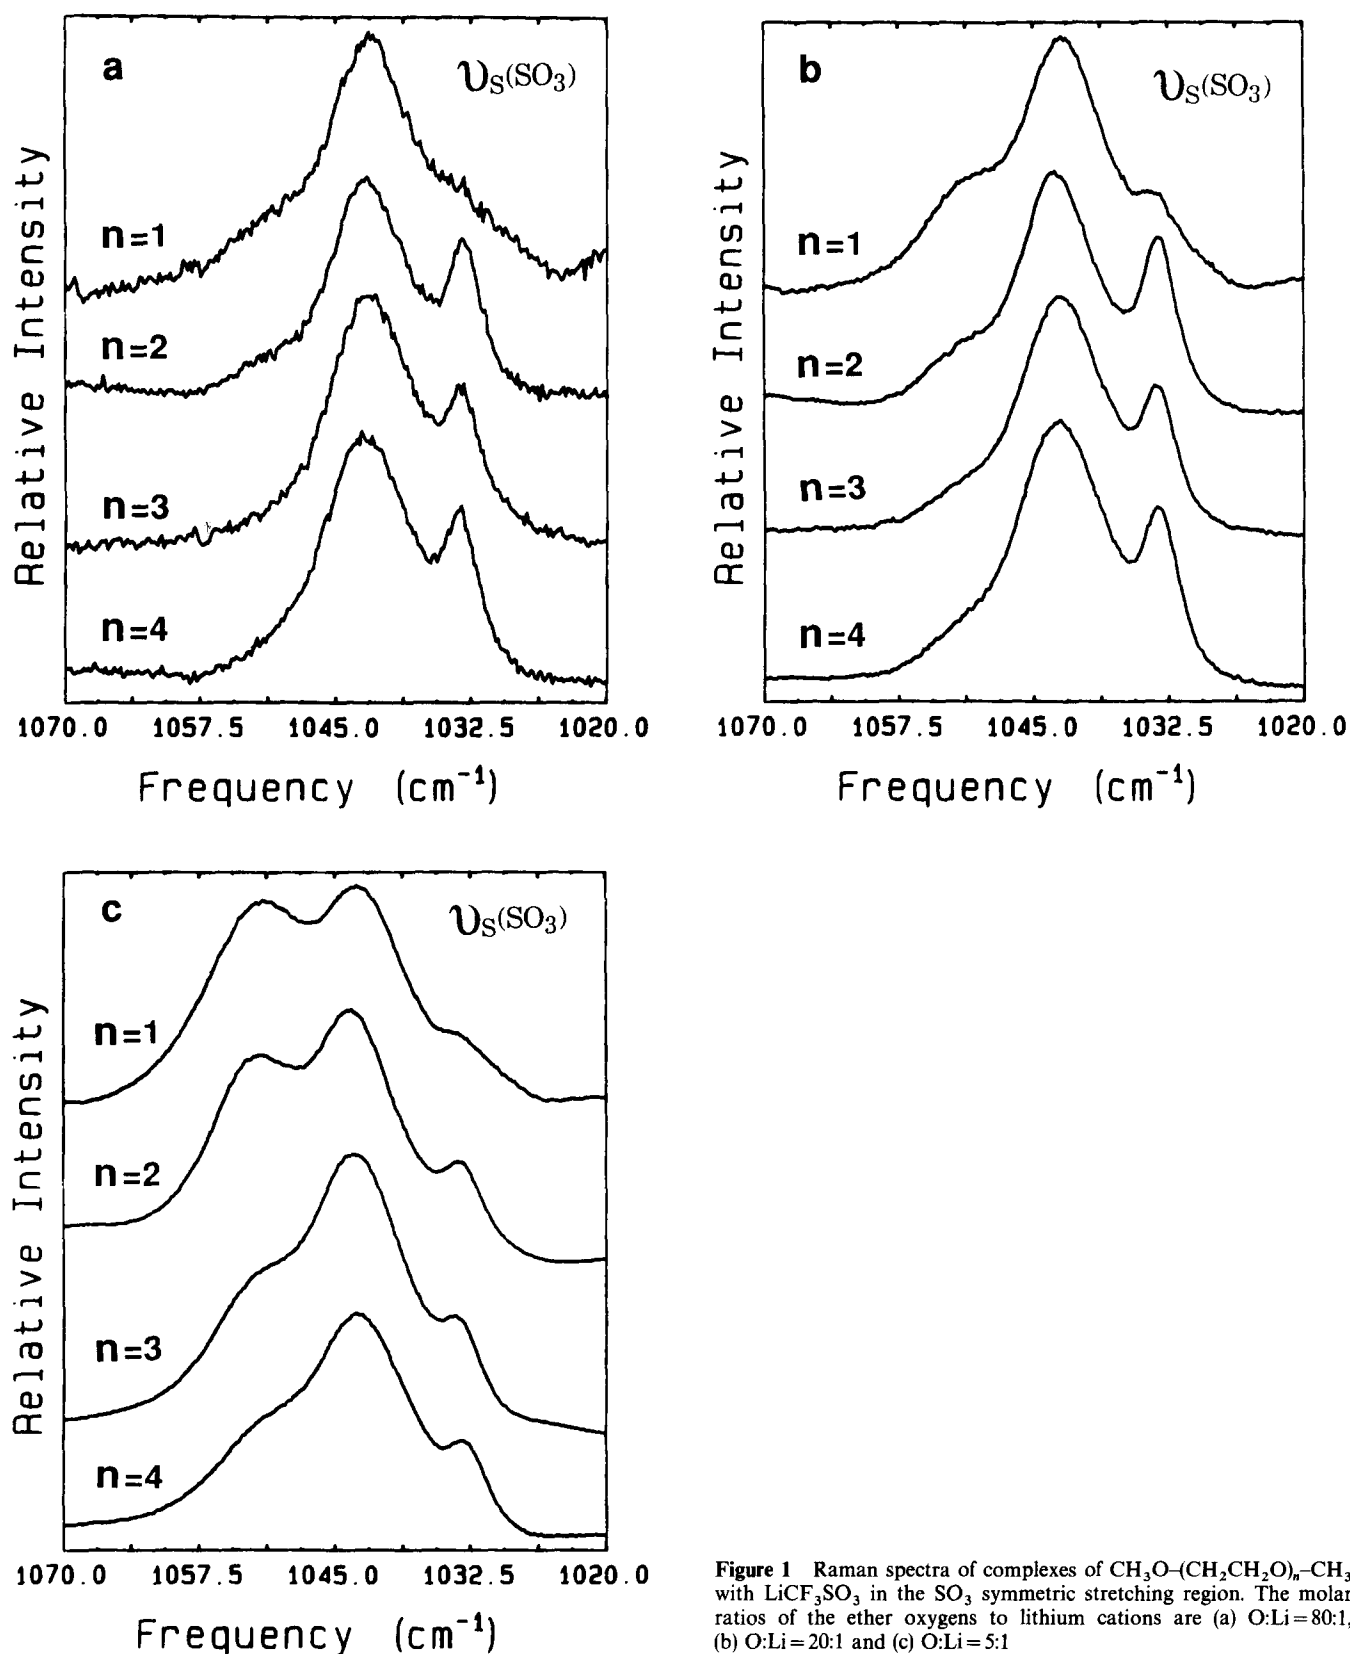 a
υS(SO3)
n=1
n=2
n=3
n=4
Relative Intensity
1070.0 1057.5 1045.0 1032.5 1020.0
Frequency (cm⁻¹)
b
υS(SO3)
n=1
n=2
n=3
n=4
Relative Intensity
1070.0 1057.5 1045.0 1032.5 1020.0
Frequency (cm⁻¹)
c
υS(SO3)
n=1
n=2
n=3
n=4
Relative Intensity
1070.0 1057.5 1045.0 1032.5 1020.0
Frequency (cm⁻¹)
Figure 1 Raman spectra of complexes of CH3O–(CH2CH2O)n–CH3
with LiCF3SO3 in the SO3 symmetric stretching region. The molar
ratios of the ether oxygens to lithium cations are (a) O:Li = 80:1,
(b) O:Li = 20:1 and (c) O:Li = 5:1